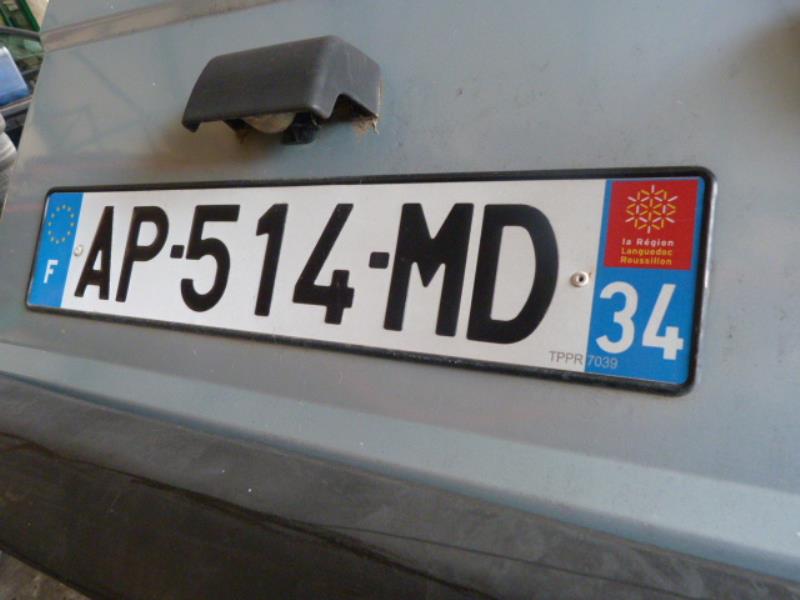 F AP-514-MD
la Région
Languedoc
Roussillon
34
TPPR 7039